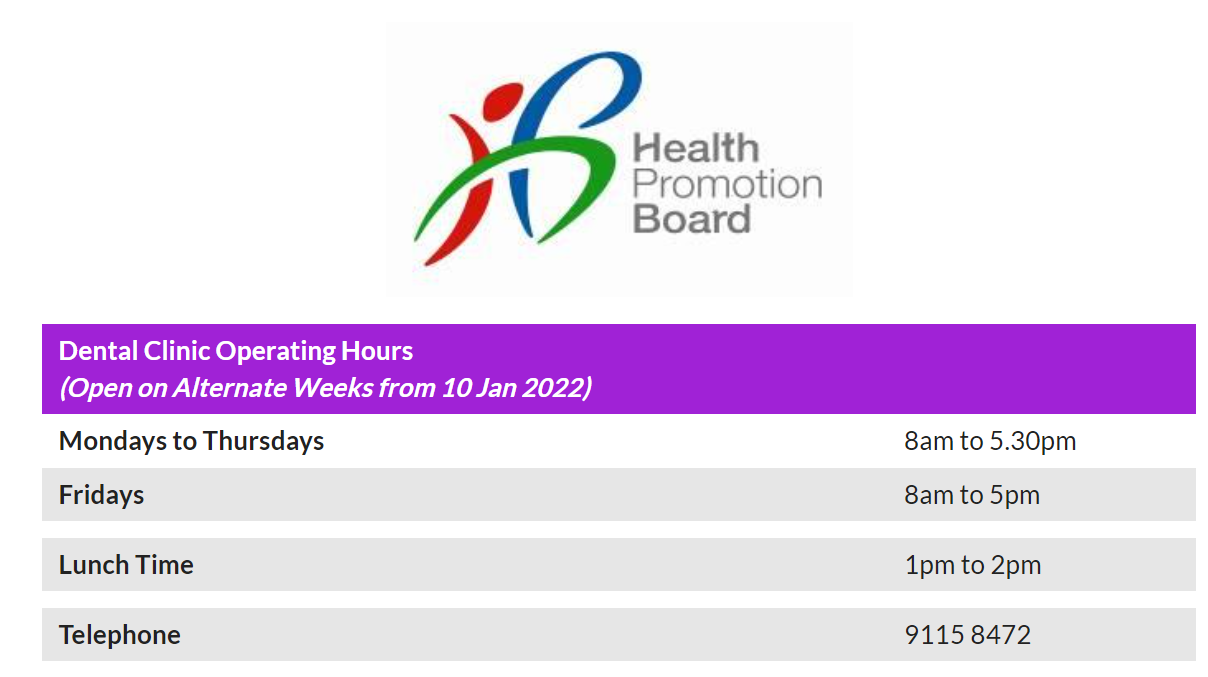 Health
Promotion
Board
Dental Clinic Operating Hours
(Open on Alternate Weeks from 10 Jan 2022)
Mondays to Thursdays 8am to 5.30pm
Fridays 8am to 5pm
Lunch Time 1pm to 2pm
Telephone 9115 8472